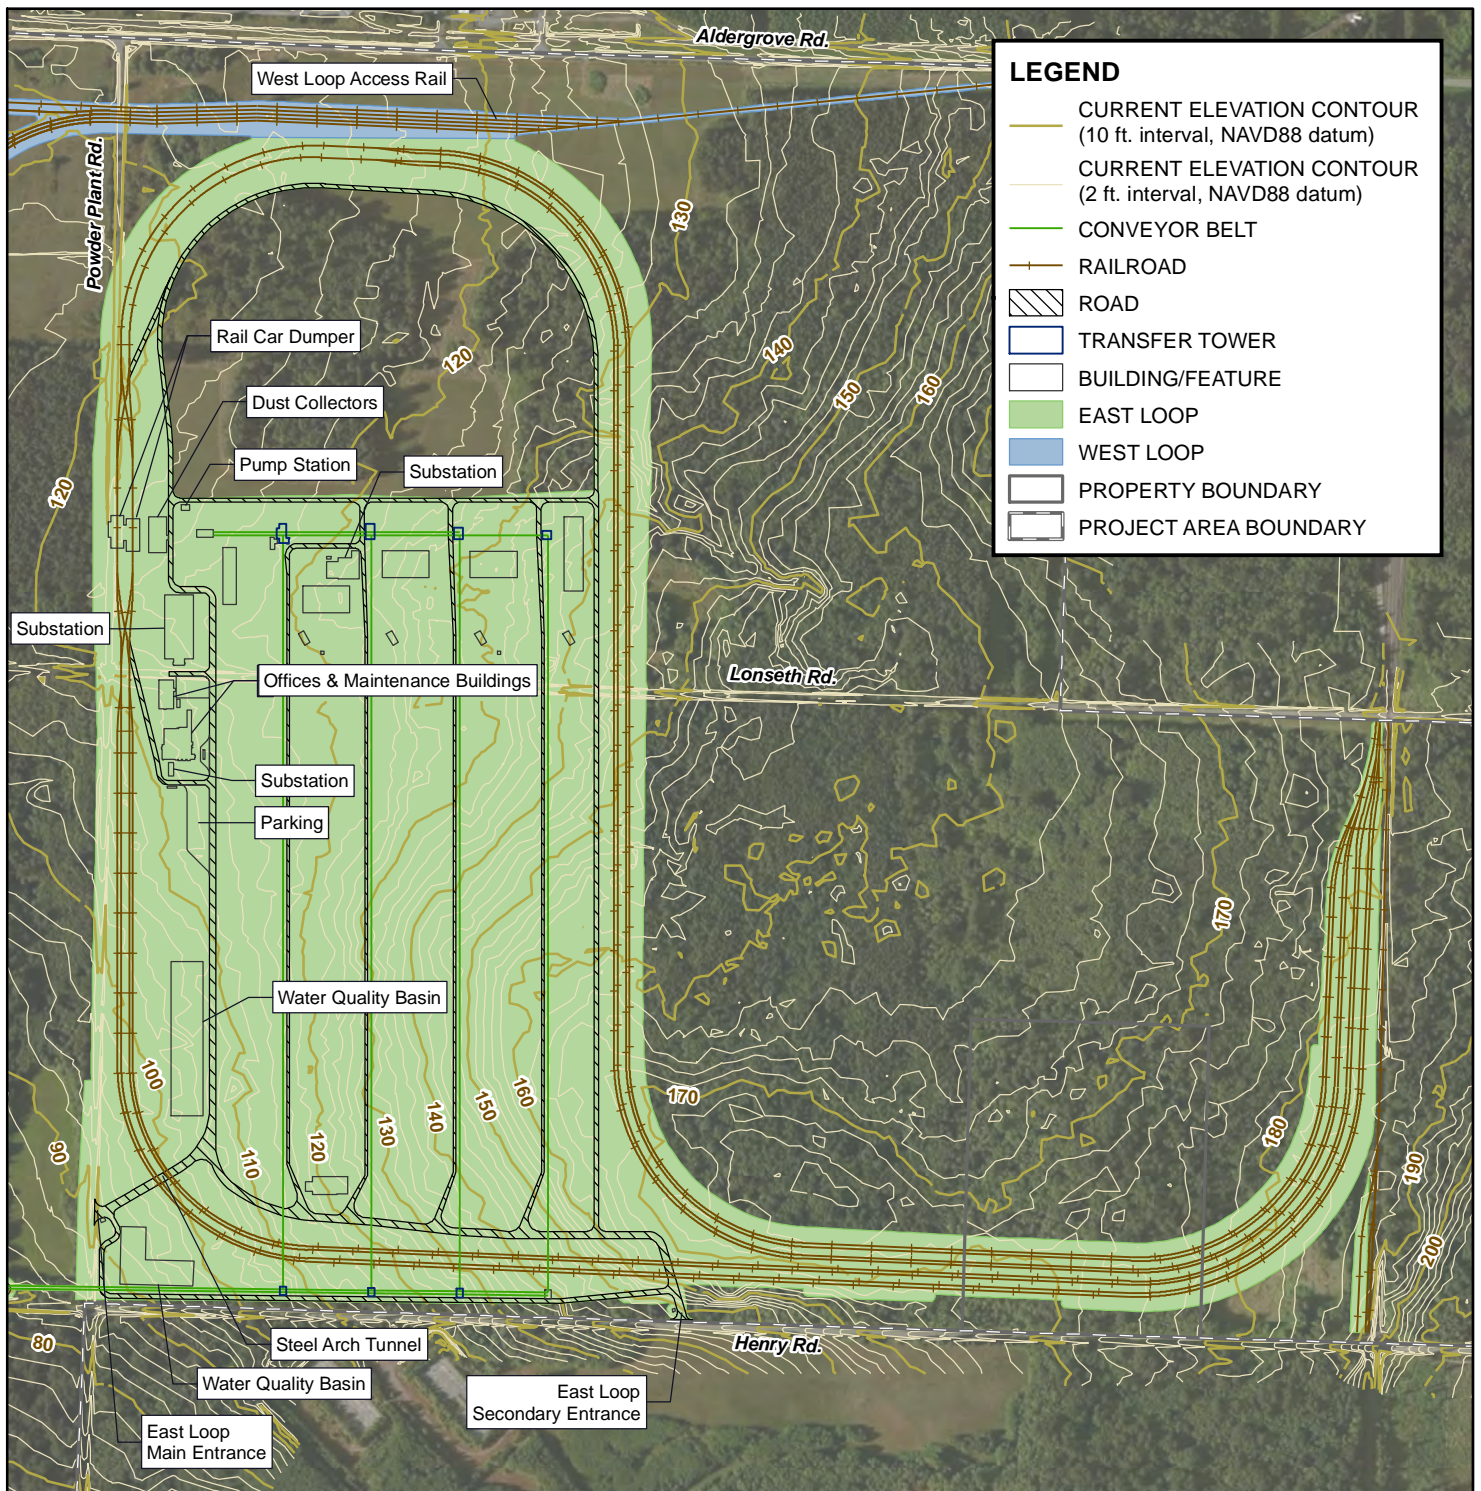 Aldergrove Rd.
West Loop Access Rail
Powder Plant Rd.
LEGEND
CURRENT ELEVATION CONTOUR
(10 ft. interval, NAVD88 datum)
CURRENT ELEVATION CONTOUR
(2 ft. interval, NAVD88 datum)
CONVEYOR BELT
RAILROAD
ROAD
TRANSFER TOWER
BUILDING/FEATURE
EAST LOOP
WEST LOOP
PROPERTY BOUNDARY
PROJECT AREA BOUNDARY
130
Rail Car Dumper
120
140
150
160
Dust Collectors
Pump Station
Substation
120
Substation
Offices & Maintenance Buildings
Lonseth Rd.
Substation
Parking
170
Water Quality Basin
100
110
120
130
140
150
160
170
180
90
190
200
80
Henry Rd.
Steel Arch Tunnel
Water Quality Basin
East Loop
Secondary Entrance
East Loop
Main Entrance